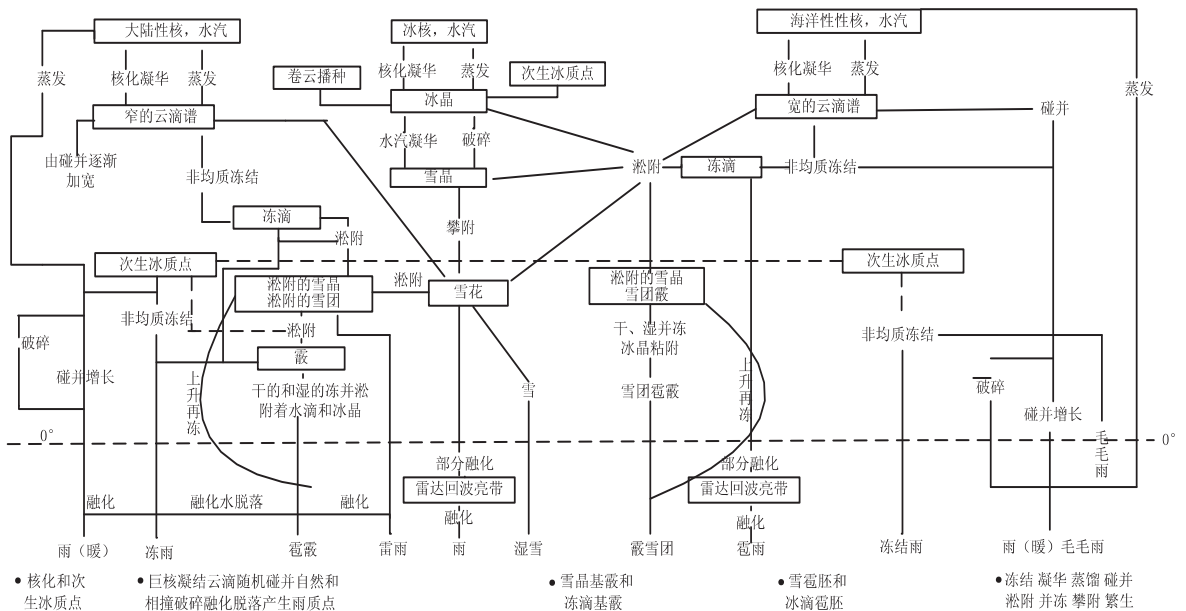 大陆性核，水汽
冰核，水汽
海洋性性核，水汽
蒸发
核化凝华
蒸发
卷云播种
核化凝华
蒸发
次生冰质点
核化凝华
蒸发
蒸发
冰晶
窄的云滴谱
宽的云滴谱
碰并
水汽凝华
破碎
由碰并逐渐
加宽
非均质冻结
雪晶
淞附
冻滴
非均质冻结
冻滴
攀附
淞附
次生冰质点
次生冰质点
淞附的雪晶
淞附的雪团
淞附
雪花
淞附的雪晶
雪团霰
非均质冻结
淞附
干、湿并冻
冰晶粘附
非均质冻结
破碎
霰
碰并增长
上升再冻
干的和湿的冻并淞
附着水滴和冰晶
雪
雪团雹霰
上升再冻
破碎
碰并增长
毛毛雨
0°
0°
部分融化
部分融化
雷达回波亮带
雷达回波亮带
融化
融化水脱落
融化
融化
融化
雨（暖）
冻雨
雹霰
雷雨
雨
湿雪
霰雪团
雹雨
冻结雨
雨（暖）毛毛雨
• 核化和次
生冰质点
• 巨核凝结云滴随机碰并自然和
相撞破碎融化脱落产生雨质点
• 雪晶基霰和
冻滴基霰
• 雪雹胚和
冰滴雹胚
• 冻结 凝华 蒸馏 碰并
淞附 并冻 攀附 繁生